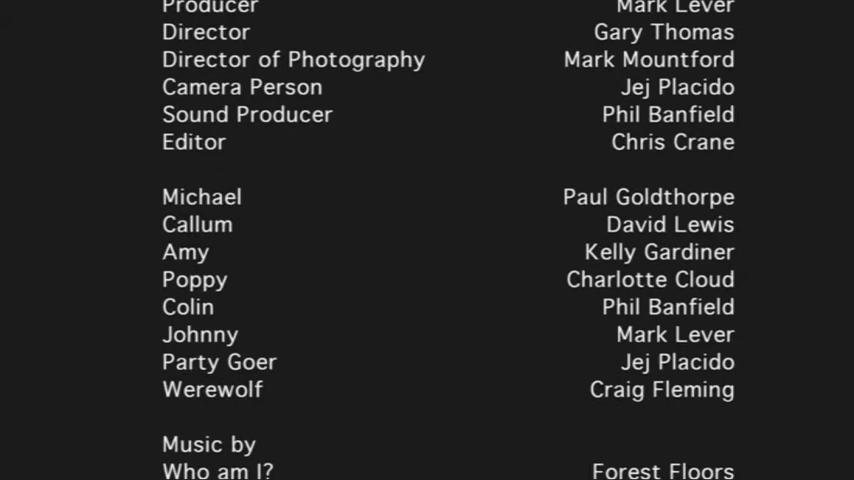 Producer Mark Lever
Director Gary Thomas
Director of Photography Mark Mountford
Camera Person Jej Placido
Sound Producer Phil Banfield
Editor Chris Crane
Michael Paul Goldthorpe
Callum David Lewis
Amy Kelly Gardiner
Poppy Charlotte Cloud
Colin Phil Banfield
Johnny Mark Lever
Party Goer Jej Placido
Werewolf Craig Fleming
Music by
Who am I? Forest Floors